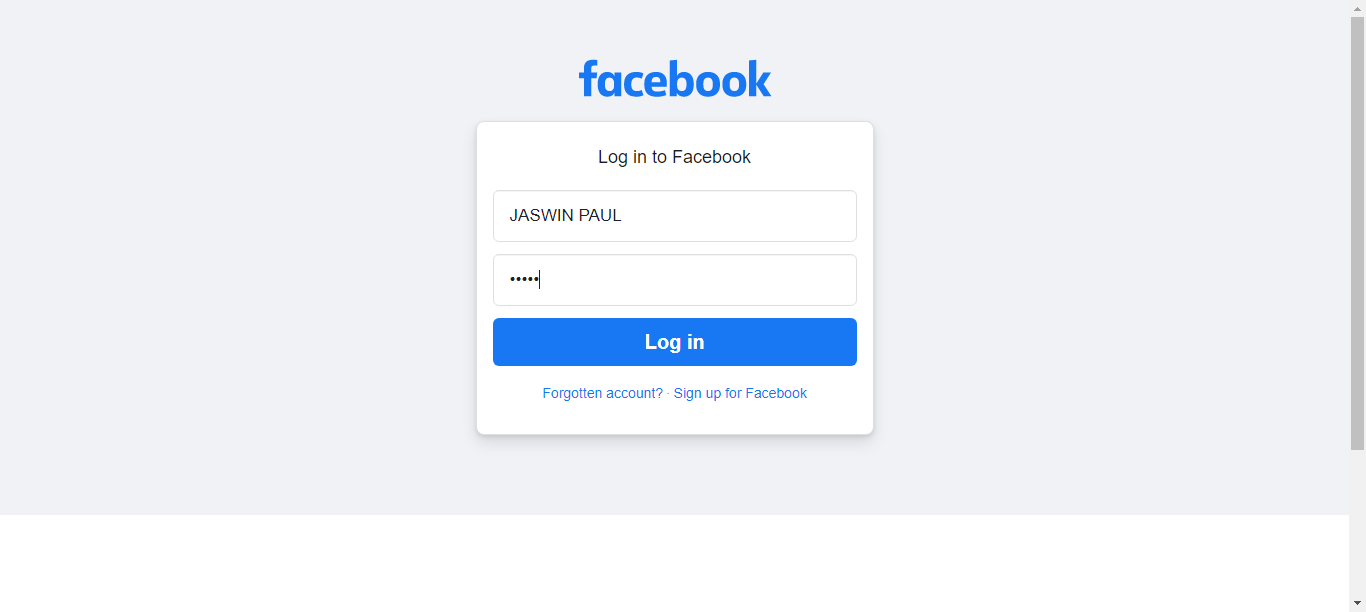 facebook
Log in to Facebook
JASWIN PAUL
•••••
Log in
Forgotten account? · Sign up for Facebook